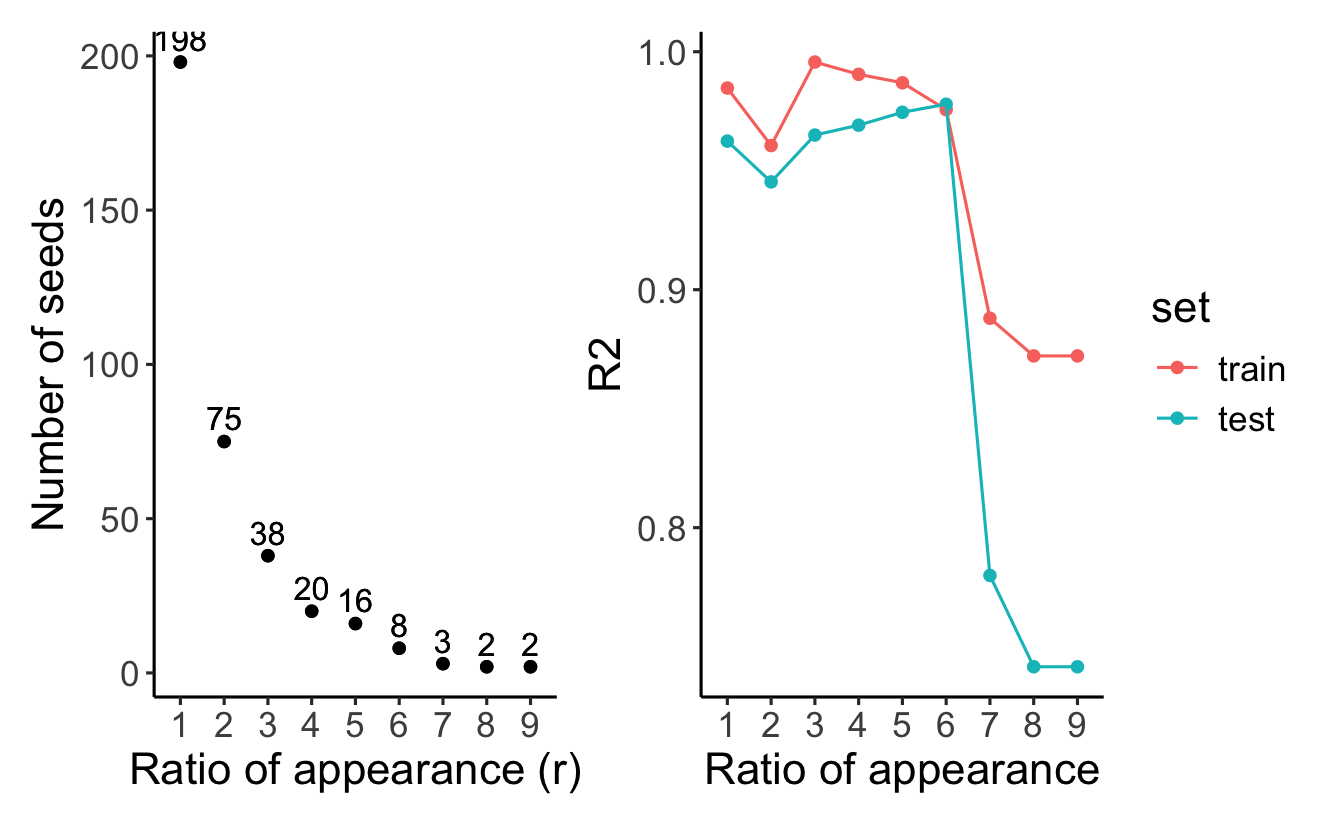 Number of seeds
200
150
100
50
0
198
75
38
20
16
8
3
2
2
1 2 3 4 5 6 7 8 9
Ratio of appearance (r)
R2
1.0
0.9
0.8
1 2 3 4 5 6 7 8 9
Ratio of appearance
set
train
test